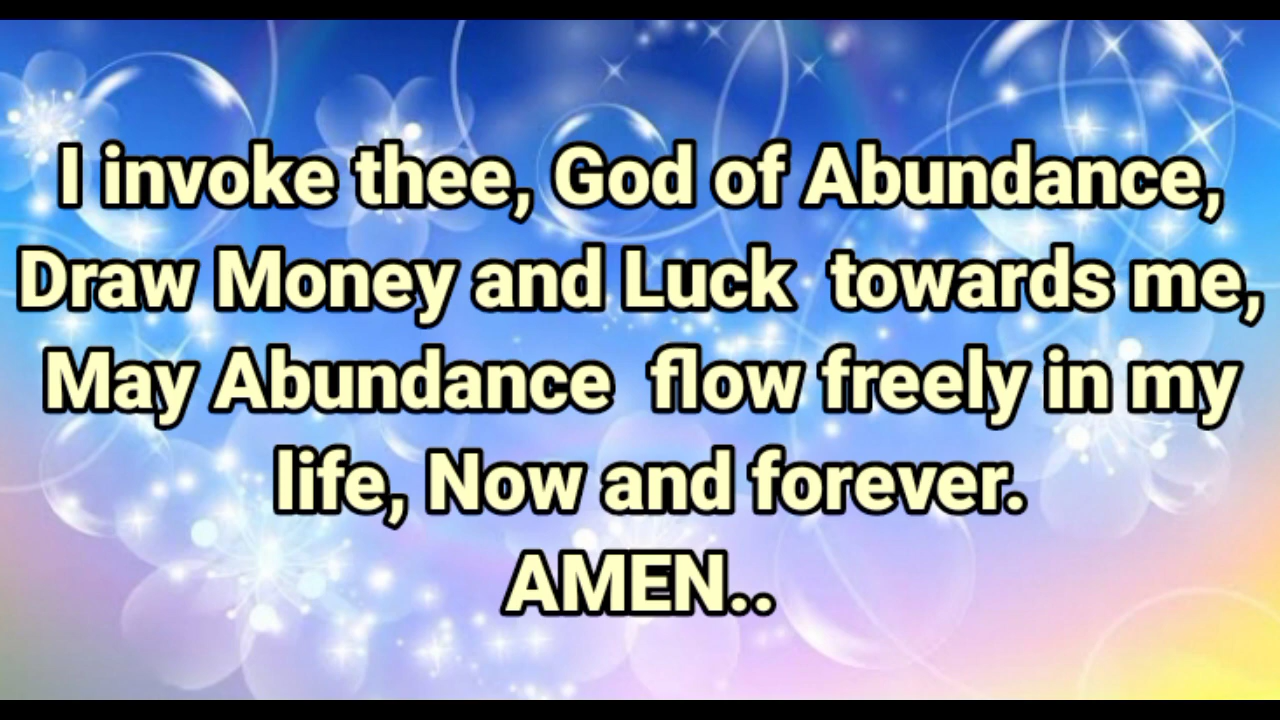 I invoke thee, God of Abundance,
Draw Money and Luck  towards me,
May Abundance  flow freely in my
life, Now and forever.
AMEN..